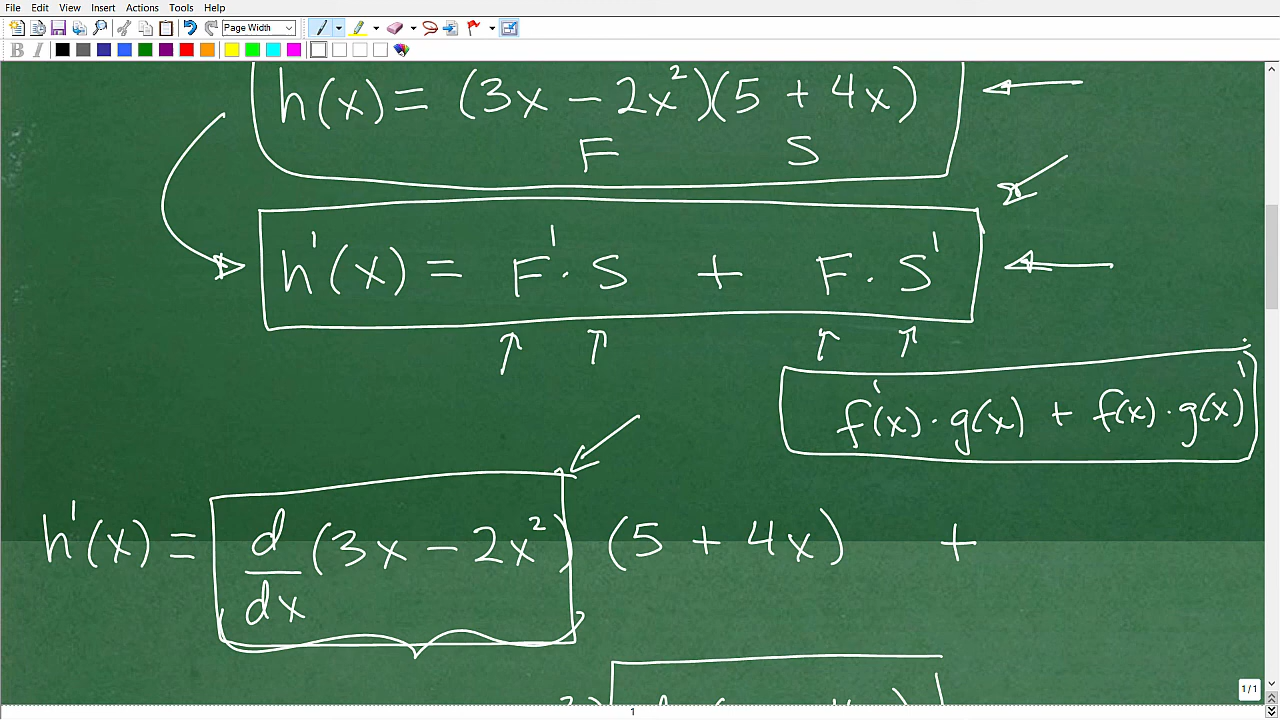 File Edit View Insert Actions Tools Help
Page Width
B I
h(x) = (3x - 2x²)(5 + 4x)
F S
h'(x) = F' · S + F · S'
f'(x) · g(x) + f(x) · g(x)'
h'(x) = d/dx (3x - 2x²) (5 + 4x) +
1/1
1